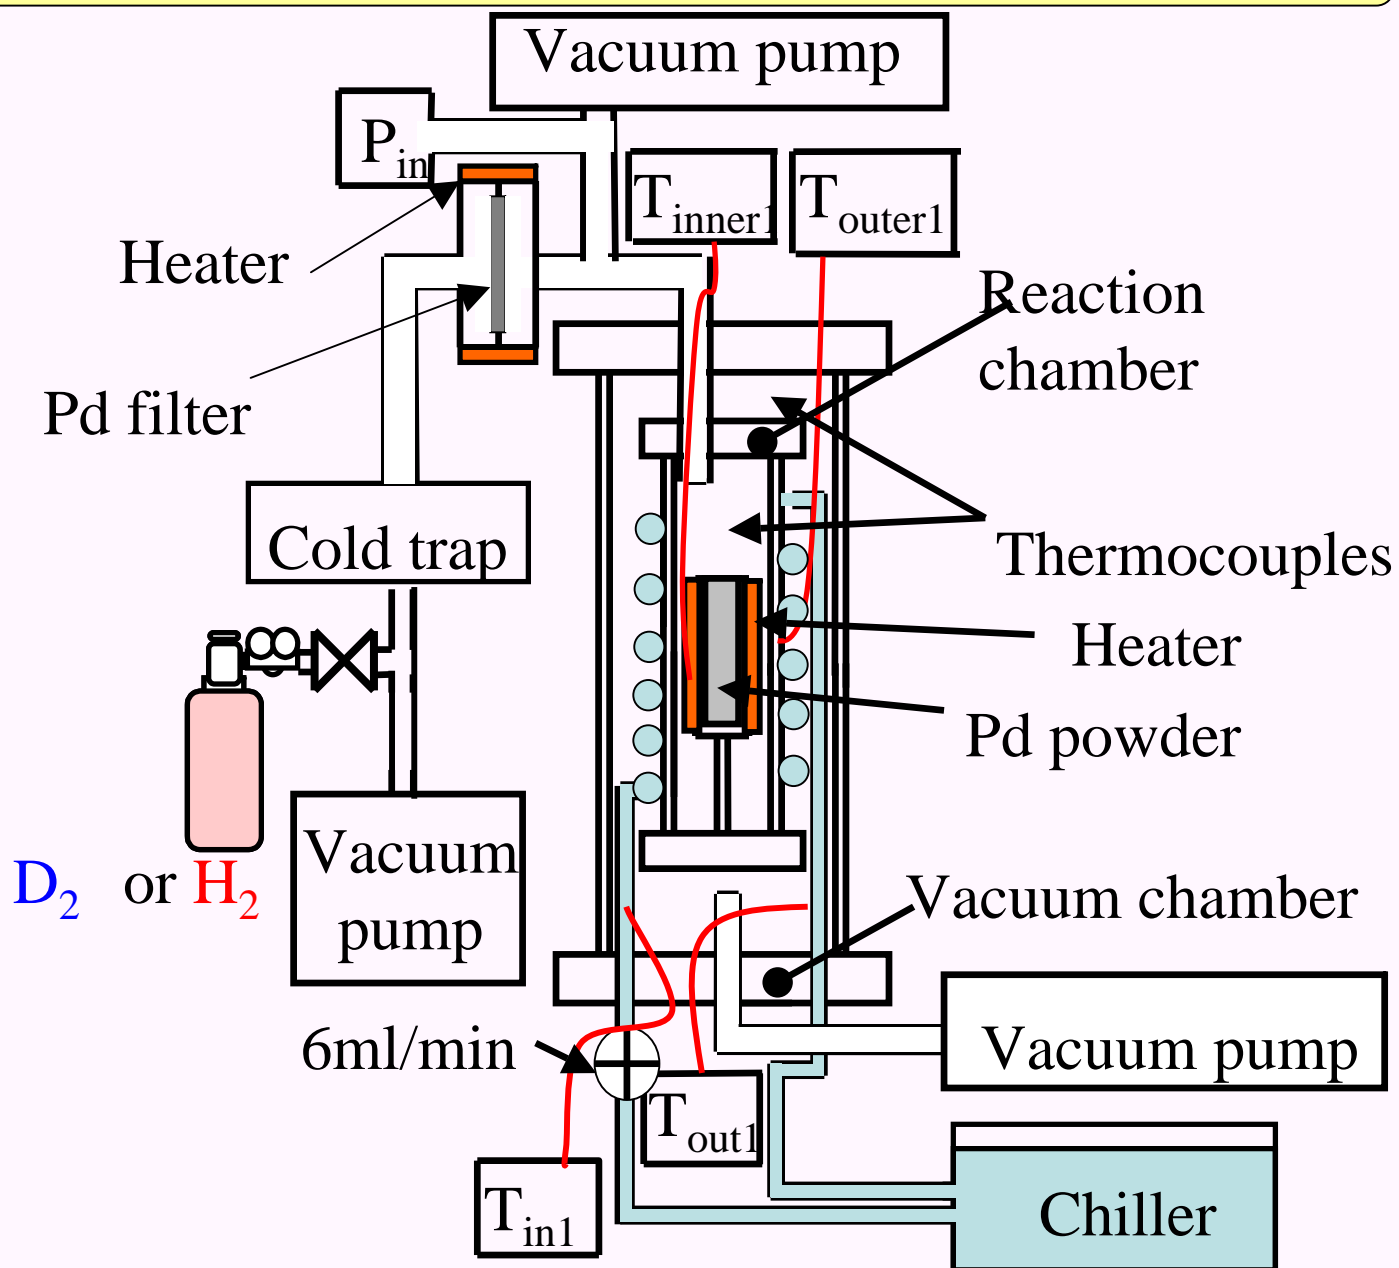 Vacuum pump
P_in
T_inner1
T_outer1
Heater
Reaction
chamber
Pd filter
Cold trap
Thermocouples
Heater
Pd powder
Vacuum
pump
D_2 or H_2
Vacuum chamber
6ml/min
Vacuum pump
T_out1
T_in1
Chiller